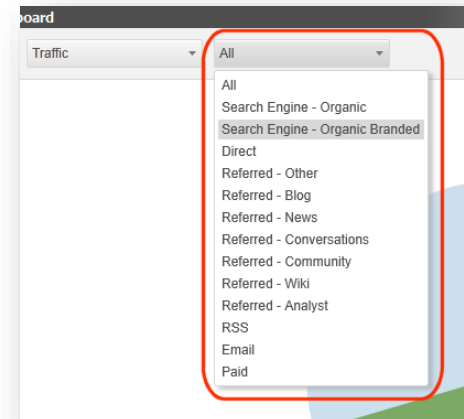 board
Traffic
All
All
Search Engine - Organic
Search Engine - Organic Branded
Direct
Referred - Other
Referred - Blog
Referred - News
Referred - Conversations
Referred - Community
Referred - Wiki
Referred - Analyst
RSS
Email
Paid